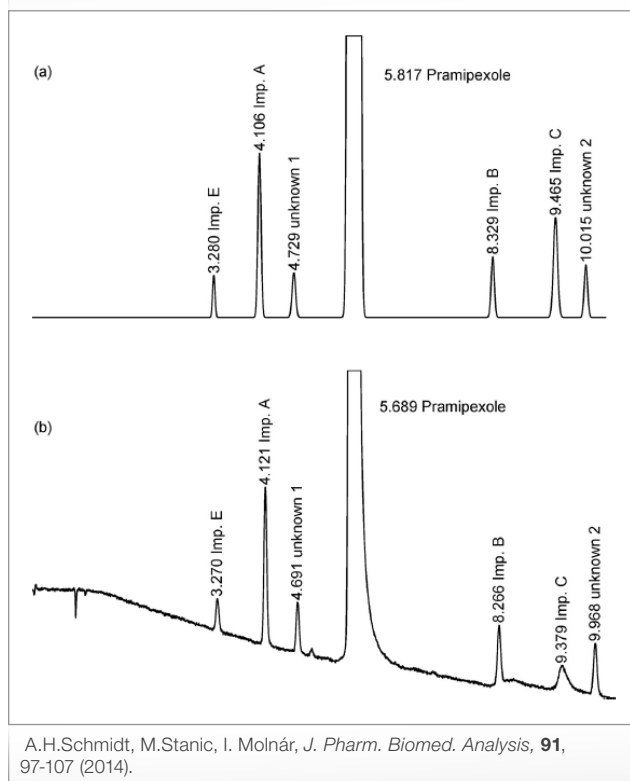 (a)
3.280 Imp. E
4.106 Imp. A
4.729 unknown 1
5.817 Pramipexole
8.329 Imp. B
9.465 Imp. C
10.015 unknown 2
(b)
3.270 Imp. E
4.121 Imp. A
4.691 unknown 1
5.689 Pramipexole
8.266 Imp. B
9.379 Imp. C
9.968 unknown 2
A.H.Schmidt, M.Stanic, I. Molnár, J. Pharm. Biomed. Analysis, 91,
97-107 (2014).